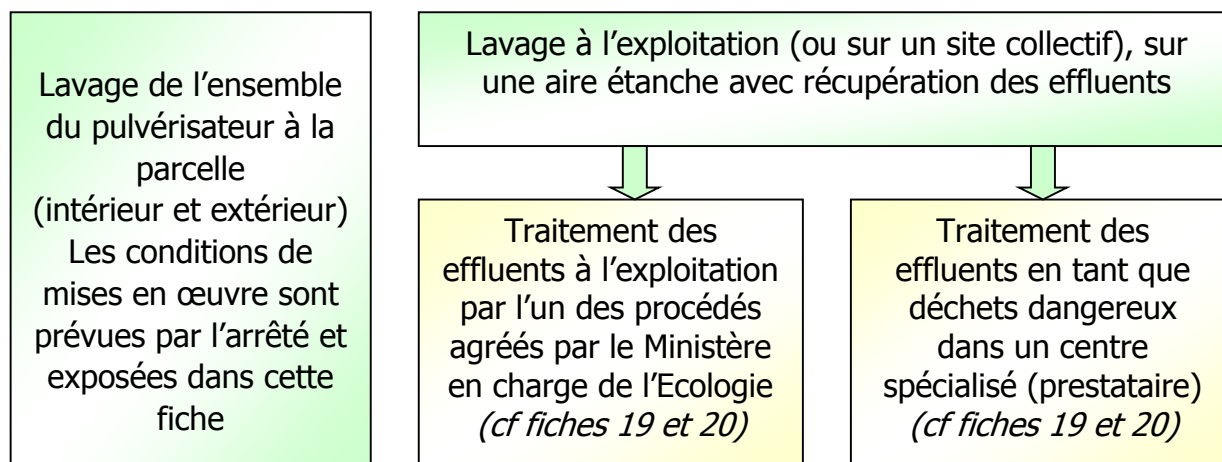 Lavage de l’ensemble
du pulvérisateur à la
parcelle
(intérieur et extérieur)
Les conditions de
mises en œuvre sont
prévues par l’arrêté et
exposées dans cette
fiche
Lavage à l’exploitation (ou sur un site collectif), sur
une aire étanche avec récupération des effluents
Traitement des
effluents à l’exploitation
par l’un des procédés
agréés par le Ministère
en charge de l’Ecologie
(cf fiches 19 et 20)
Traitement des
effluents en tant que
déchets dangereux
dans un centre
spécialisé (prestataire)
(cf fiches 19 et 20)